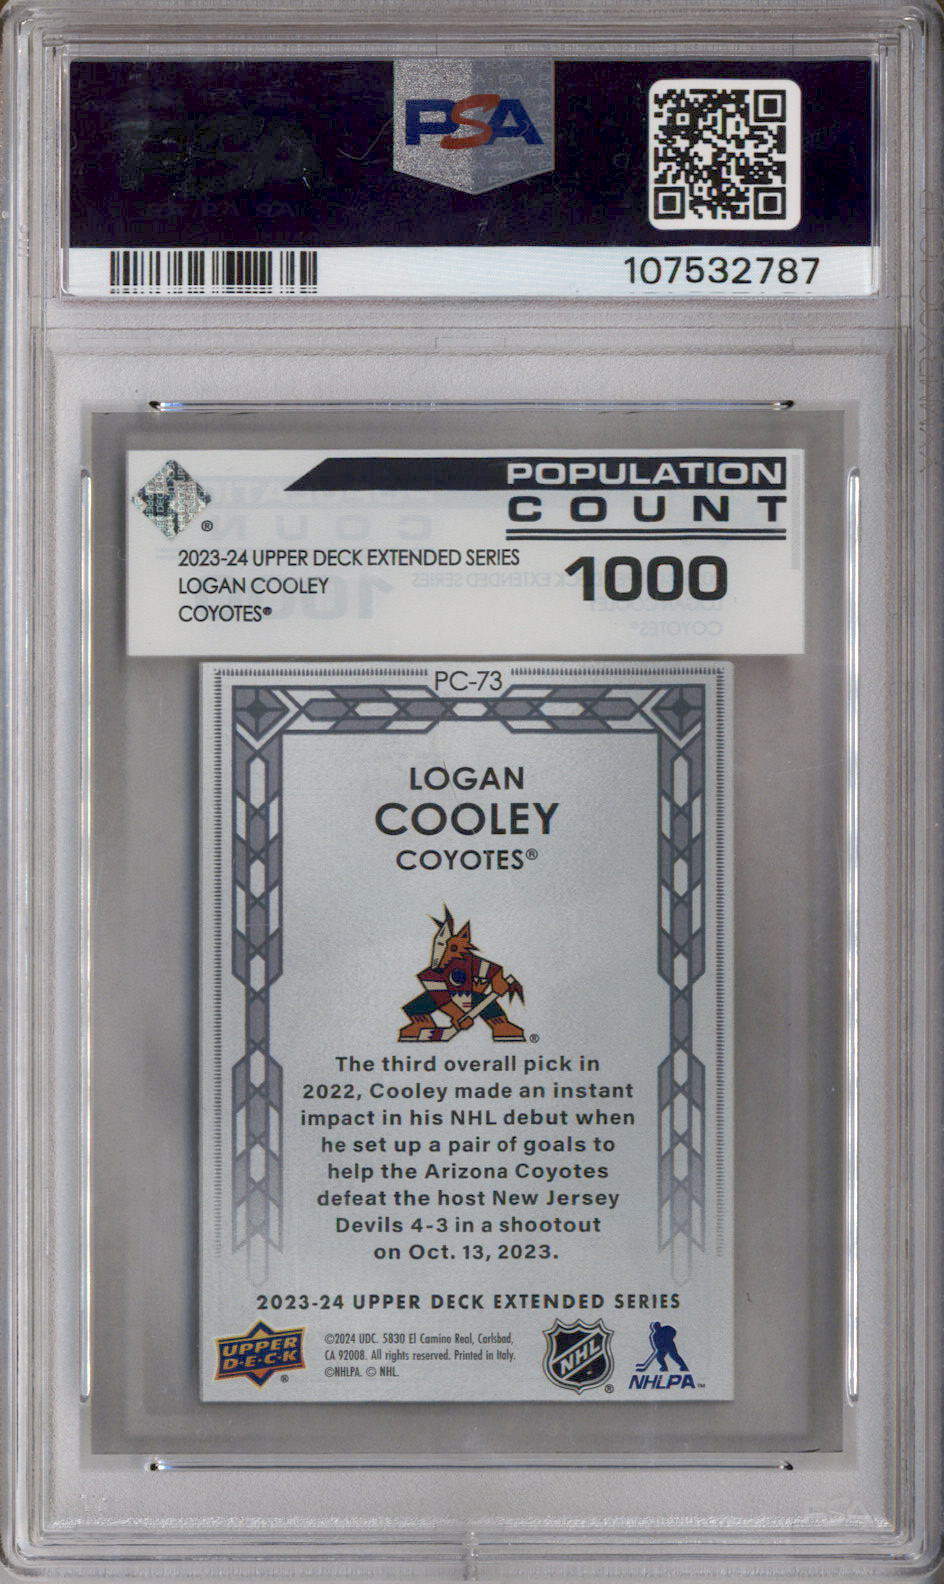 PSA
107532787
POPULATION
COUNT
1000
®
2023-24 UPPER DECK EXTENDED SERIES
LOGAN COOLEY
COYOTES®
PC-73
LOGAN
COOLEY
COYOTES®
®
The third overall pick in
2022, Cooley made an instant
impact in his NHL debut when
he set up a pair of goals to
help the Arizona Coyotes
defeat the host New Jersey
Devils 4-3 in a shootout
on Oct. 13, 2023.
2023-24 UPPER DECK EXTENDED SERIES
UPPER
D·E·C·K
®
©2024 UDC. 5830 El Camino Real, Carlsbad,
CA 92008. All rights reserved. Printed in Italy.
©NHLPA. © NHL.
NHL
®
NHLPA™